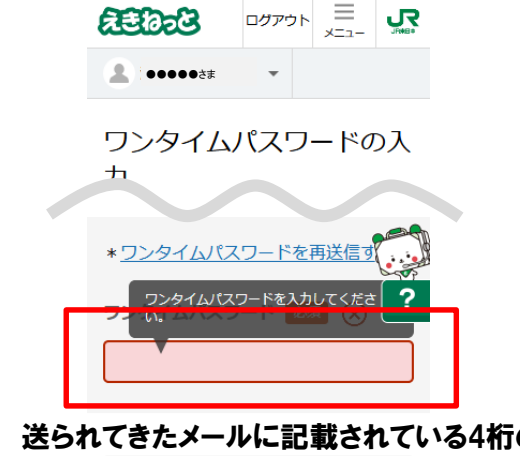 えきねっと
ログアウト
メニュー
JR
JR東日本
●●●●●さま
ワンタイムパスワードの入
力
*ワンタイムパスワードを再送信す
ワンタイムパスワードを入力してくださ
い。
?
送られてきたメールに記載されている4桁の